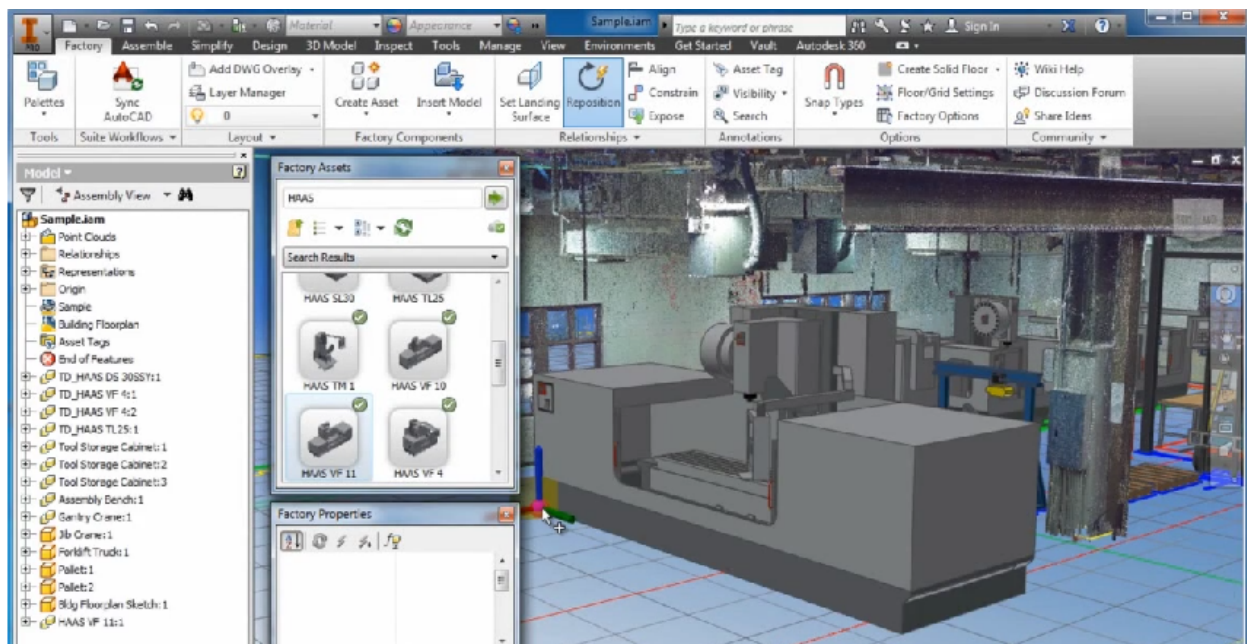 PRO
Material
Appearance
Sample.iam
Type a keyword or phrase
Sign In
Factory Assemble Simplify Design 3D Model Inspect Tools Manage View Environments Get Started Vault Autodesk 360
Palettes
Sync AutoCAD
Add DWG Overlay
Layer Manager
0
Create Asset
Insert Model
Set Landing Surface
Reposition
Align
Constrain
Expose
Asset Tag
Visibility
Search
Snap Types
Create Solid Floor
Floor/Grid Settings
Factory Options
Wiki Help
Discussion Forum
Share Ideas
Tools Suite Workflows Layout Factory Components Relationships Annotations Options Community
Model
Assembly View
Sample.iam
Point Clouds
Relationships
Representations
Origin
Sample
Building Floorplan
Asset Tags
End of Features
TD_HAAS DS 30SSY:1
TD_HAAS VF 4:1
TD_HAAS VF 4:2
TD_HAAS TL25:1
Tool Storage Cabinet:1
Tool Storage Cabinet:2
Tool Storage Cabinet:3
Assembly Bench:1
Gantry Crane:1
Jib Crane:1
Forklift Truck:1
Pallet:1
Pallet:2
Bldg Floorplan Sketch:1
HAAS VF 11:1
Factory Assets
HAAS
Search Results
HAAS SL30 HAAS TL25
HAAS TM 1 HAAS VF 10
HAAS VF 11 HAAS VF 4
Factory Properties